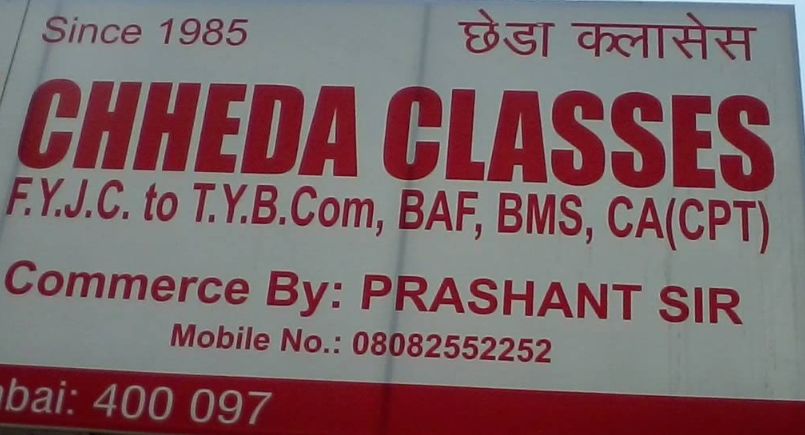 Since 1985
छेडा क्लासेस
CHHEDA CLASSES
F.Y.J.C. to T.Y.B.Com, BAF, BMS, CA(CPT)
Commerce By: PRASHANT SIR
Mobile No.: 08082552252
bai: 400 097